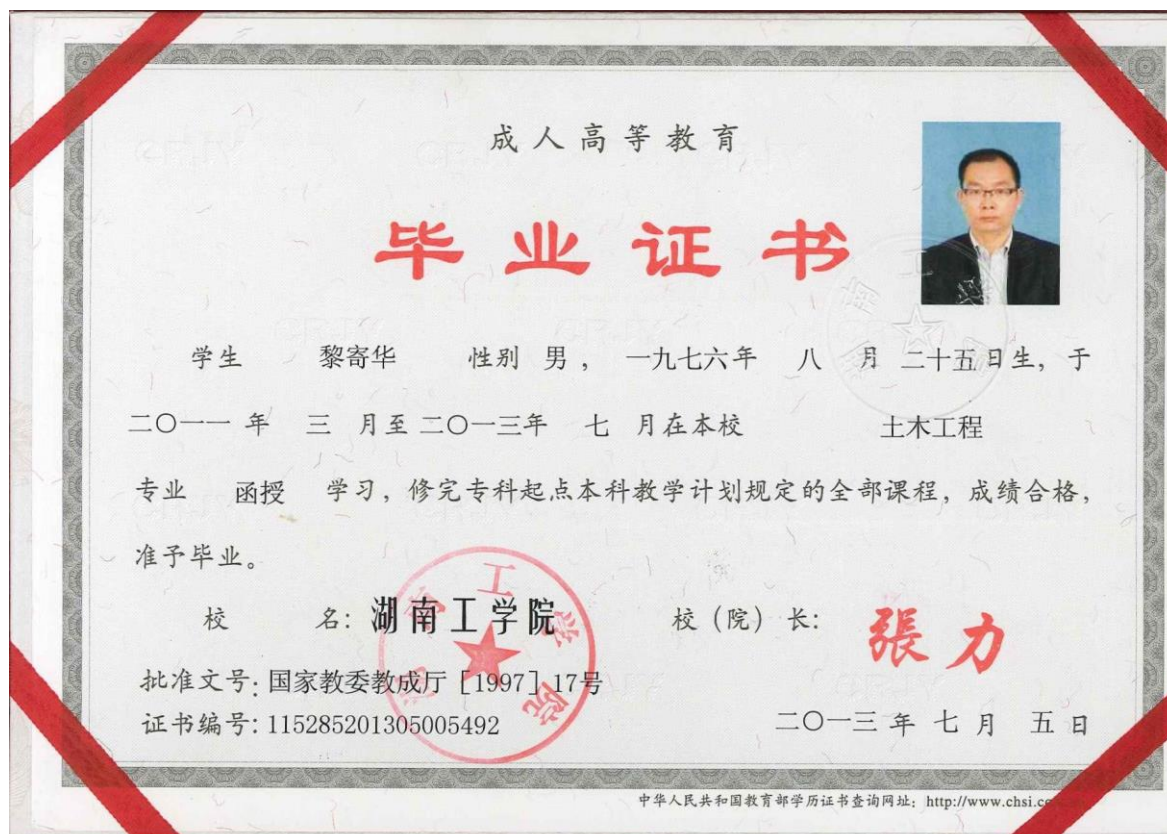 成人高等教育
毕业证书
学生 黎寄华 性别 男， 一九七六年 八 月 二十五日生，于
二〇一一 年 三 月至 二〇一三年 七 月在本校 土木工程
专业 函授 学习，修完专科起点本科教学计划规定的全部课程，成绩合格，
准予毕业。
校 名：湖南工学院 校（院）长： 張力
批准文号：国家教委教成厅［1997］17号
证书编号：115285201305005492 二〇一三 年 七 月 五 日
湖南工学院
中华人民共和国教育部学历证书查询网址：http://www.chsi.c